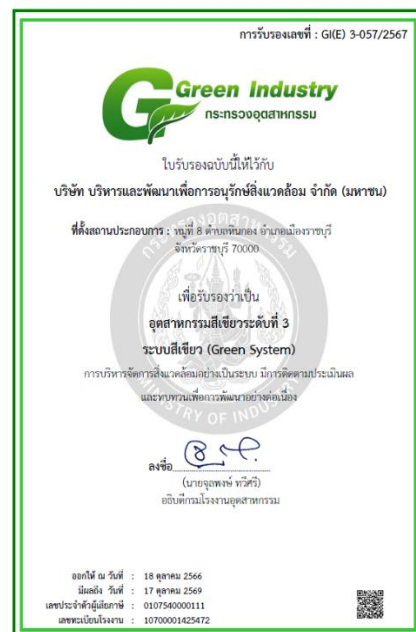 การรับรองเลขที่ : GI(E) 3-057/2567
Green Industry
กระทรวงอุตสาหกรรม
ใบรับรองฉบับนี้ให้ไว้กับ
บริษัท บริหารและพัฒนาเพื่อการอนุรักษ์สิ่งแวดล้อม จำกัด (มหาชน)
ที่ตั้งสถานประกอบการ : หมู่ที่ 8 ตำบลหินกอง อำเภอเมืองราชบุรี
จังหวัดราชบุรี 70000
เพื่อรับรองว่าเป็น
อุตสาหกรรมสีเขียวระดับที่ 3
ระบบสีเขียว (Green System)
การบริหารจัดการสิ่งแวดล้อมอย่างเป็นระบบ มีการติดตามประเมินผล
และทบทวนเพื่อการพัฒนาอย่างต่อเนื่อง
กระทรวงอุตสาหกรรม
MINISTRY OF INDUSTRY
ลงชื่อ
(นายจุลพงษ์ ทวีศรี)
อธิบดีกรมโรงงานอุตสาหกรรม
ออกให้ ณ วันที่ : 18 ตุลาคม 2566
มีผลถึง วันที่ : 17 ตุลาคม 2569
เลขประจำตัวผู้เสียภาษี : 0107540000111
เลขทะเบียนโรงงาน : 10700001425472